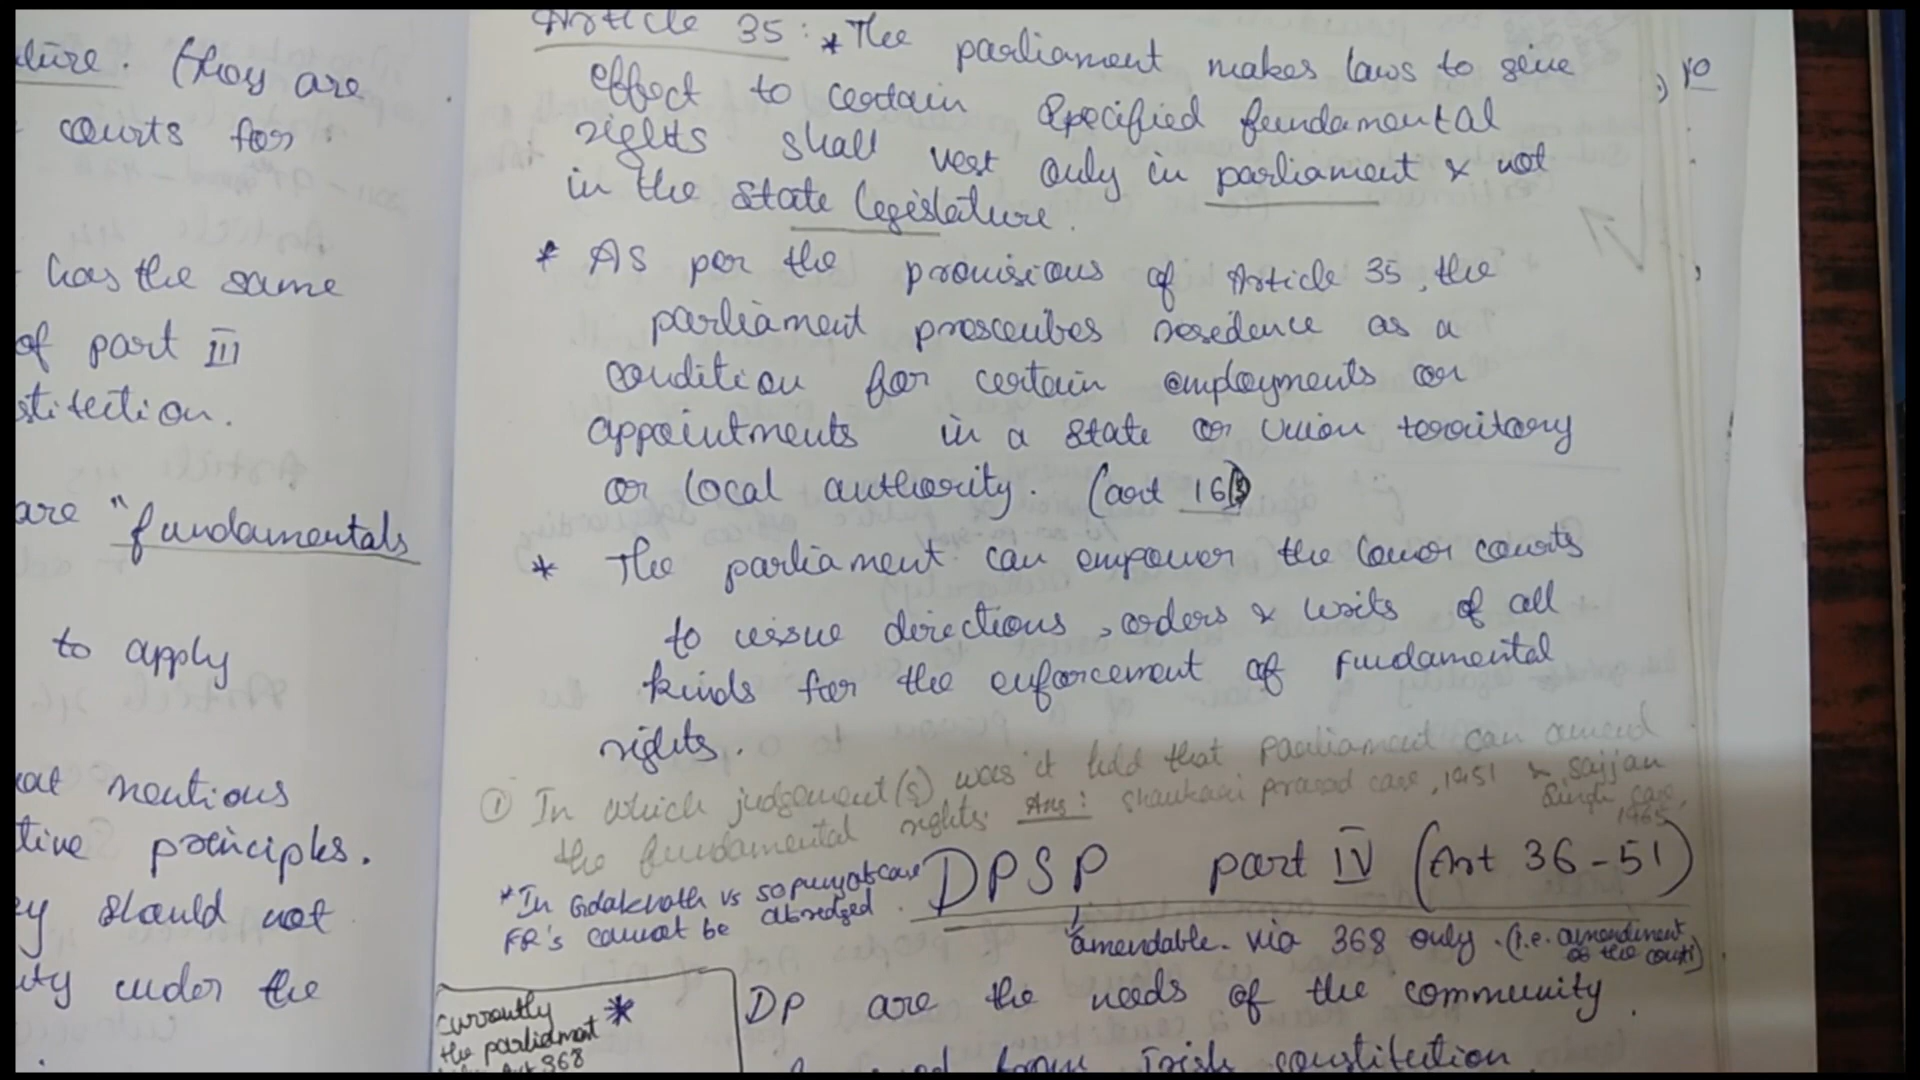 ture. they are
courts for
has the same
of part III
stitution.
are "fundamentals
to apply
at mentions
tive principles.
ey should not
ity under the
Article 35: * The parliament makes laws to give
effect to certain specified fundamental
rights shall vest only in parliament & not
in the State legislature.
* As per the provisions of Article 35, the
parliament prescribes residence as a
condition for certain employments or
appointments in a state or union territory
or local authority. (art 16
* The parliament can empower the lower courts
to issue directions, orders & writs of all
kinds for the enforcement of Fundamental
rights.
① In which judgement(s) was it held that parliament can amend
the fundamental rights. Ans: Shankari prasad case, 1951 & Sajjan
Singh case,
1965
* In Golaknath vs so punjab case
FR's cannot be abredged.
DPSP part IV (Art 36-51)
amendable via 368 only. (i.e. amendment
of the
DP are the needs of the community.
from Irish constitution
currently *
the parliament
Art 368